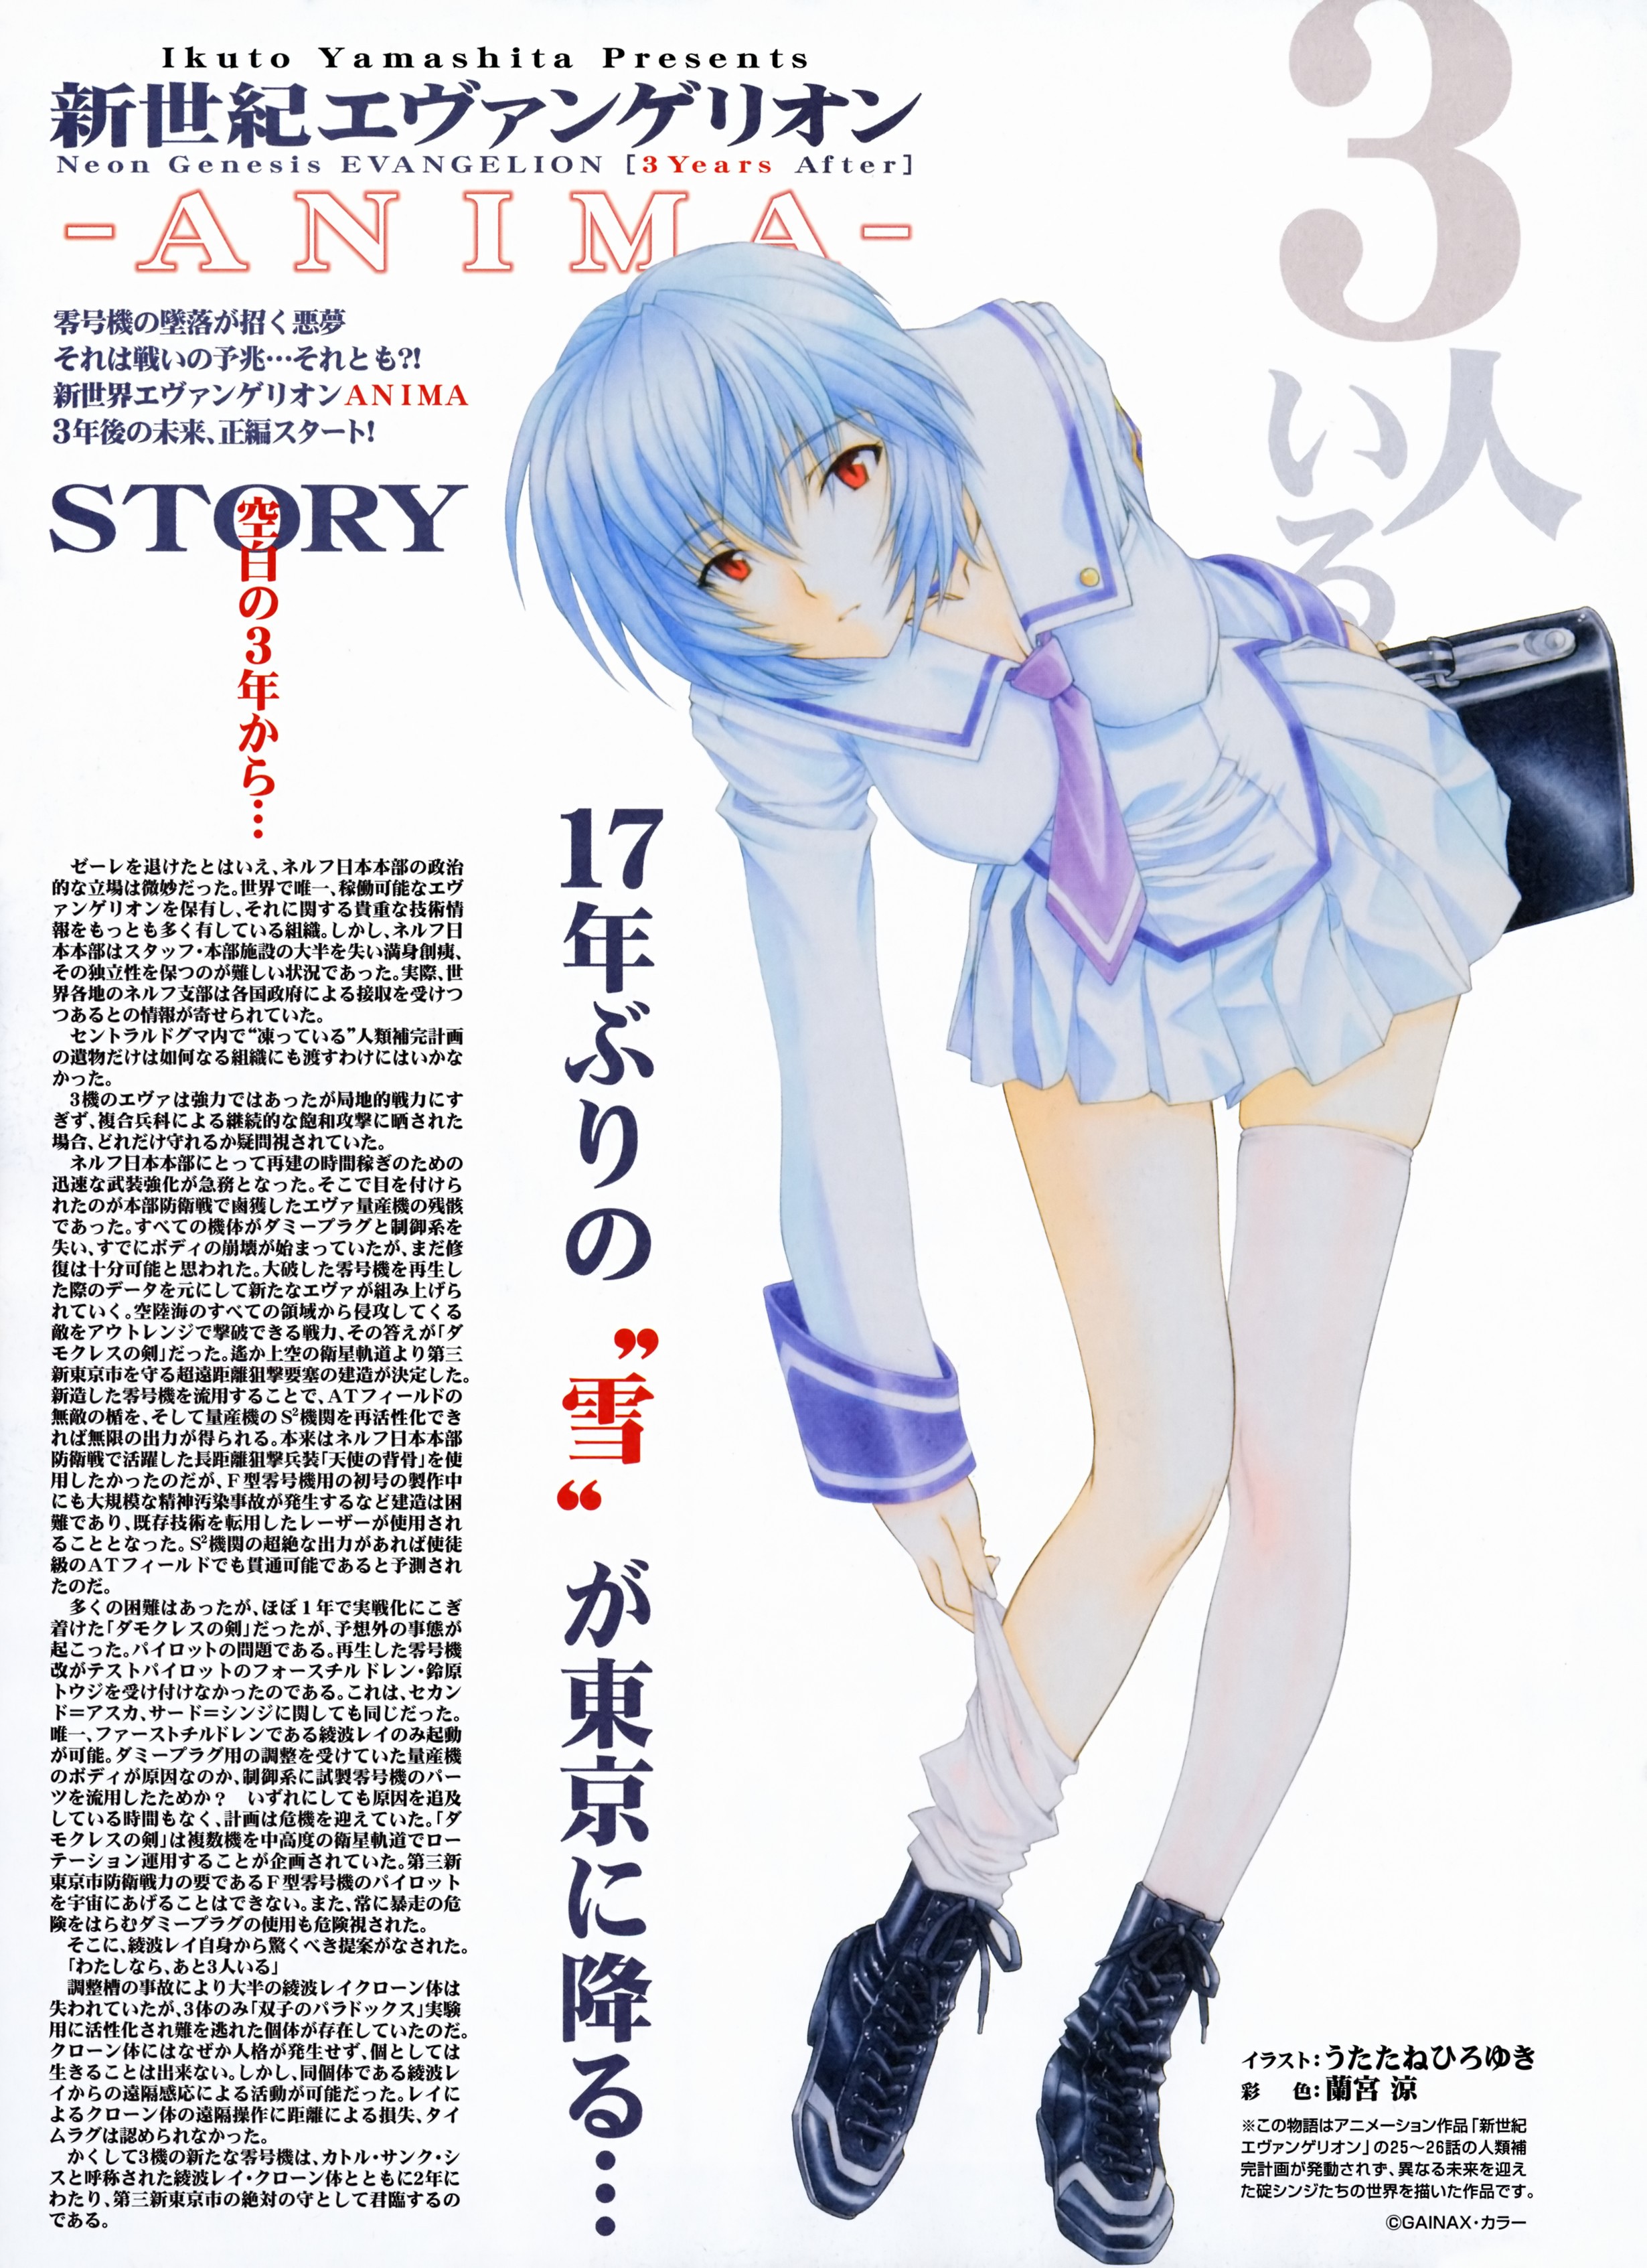 Ikuto Yamashita Presents
新世紀エヴァンゲリオン
Neon Genesis EVANGELION [3 Years After]
-ANIMA-
零号機の墜落が招く悪夢
それは戦いの予兆…それとも?!
新世界エヴァンゲリオンANIMA
3年後の未来、正編スタート!
STORY
空白の3年から…
ゼーレを退けたとはいえ、ネルフ日本本部の政治
的な立場は微妙だった。世界で唯一、稼働可能なエヴ
ァンゲリオンを保有し、それに関する貴重な技術情
報をもっとも多く有している組織。しかし、ネルフ日
本本部はスタッフ・本部施設の大半を失い満身創痍、
その独立性を保つのが難しい状況であった。実際、世
界各地のネルフ支部は各国政府による接収を受けつ
つあるとの情報が寄せられていた。
セントラルドグマ内で“凍っている”人類補完計画
の遺物だけは如何なる組織にも渡すわけにはいかな
かった。
3機のエヴァは強力ではあったが局地的戦力にす
ぎず、複合兵科による継続的な飽和攻撃に晒された
場合、どれだけ守れるか疑問視されていた。
ネルフ日本本部にとって再建の時間稼ぎのための
迅速な武装強化が急務となった。そこで目を付けら
れたのが本部防衛戦で鹵獲したエヴァ量産機の残骸
であった。すべての機体がダミープラグと制御系を
失い、すでにボディの崩壊が始まっていたが、まだ修
復は十分可能と思われた。大破した零号機を再生し
た際のデータを元にして新たなエヴァが組み上げら
れていく。空陸海のすべての領域から侵攻してくる
敵をアウトレンジで撃破できる戦力、その答えが「ダ
モクレスの剣」だった。遙か上空の衛星軌道より第三
新東京市を守る超遠距離狙撃要塞の建造が決定した。
新造した零号機を流用することで、ATフィールドの
無敵の楯を、そして量産機のS²機関を再活性化でき
れば無限の出力が得られる。本来はネルフ日本本部
防衛戦で活躍した長距離狙撃兵装「天使の背骨」を使
用したかったのだが、F型零号機用の初号の製作中
にも大規模な精神汚染事故が発生するなど建造は困
難であり、既存技術を転用したレーザーが使用され
ることとなった。S²機関の超絶な出力があれば使徒
級のATフィールドでも貫通可能であると予測され
たのだ。
多くの困難はあったが、ほぼ1年で実戦化にこぎ
着けた「ダモクレスの剣」だったが、予想外の事態が
起こった。パイロットの問題である。再生した零号機
改がテストパイロットのフォースチルドレン・鈴原
トウジを受け付けなかったのである。これは、セカン
ド＝アスカ、サード＝シンジに関しても同じだった。
唯一、ファーストチルドレンである綾波レイのみ起動
が可能。ダミープラグ用の調整を受けていた量産機
のボディが原因なのか、制御系に試製零号機のパー
ツを流用したためか？　いずれにしても原因を追及
している時間もなく、計画は危機を迎えていた。「ダ
モクレスの剣」は複数機を中高度の衛星軌道でロー
テーション運用することが企画されていた。第三新
東京市防衛戦力の要であるF型零号機のパイロット
を宇宙にあげることはできない。また、常に暴走の危
険をはらむダミープラグの使用も危険視された。
そこに、綾波レイ自身から驚くべき提案がなされた。
「わたしなら、あと3人いる」
調整槽の事故により大半の綾波レイクローン体は
失われていたが、3体のみ「双子のパラドックス」実験
用に活性化され難を逃れた個体が存在していたのだ。
クローン体にはなぜか人格が発生せず、個としては
生きることは出来ない。しかし、同個体である綾波レ
イからの遠隔感応による活動が可能だった。レイに
よるクローン体の遠隔操作に距離による損失、タイ
ムラグは認められなかった。
かくして3機の新たな零号機は、カトル・サンク・シ
スと呼称された綾波レイ・クローン体とともに2年に
わたり、第三新東京市の絶対の守として君臨するの
である。
17年ぶりの”雪“が東京に降る…
3人いる
イラスト：うたたねひろゆき
彩　色：蘭宮 涼
※この物語はアニメーション作品「新世紀
エヴァンゲリオン」の25～26話の人類補
完計画が発動されず、異なる未来を迎え
た碇シンジたちの世界を描いた作品です。
©GAINAX・カラー